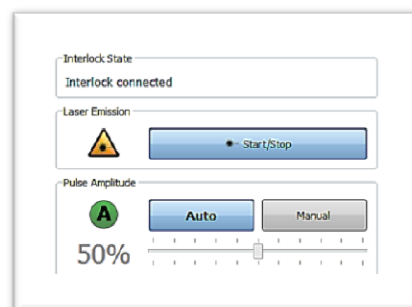 Interlock State
Interlock connected
Laser Emission
Start/Stop
Pulse Amplitude
A Auto Manual
50%